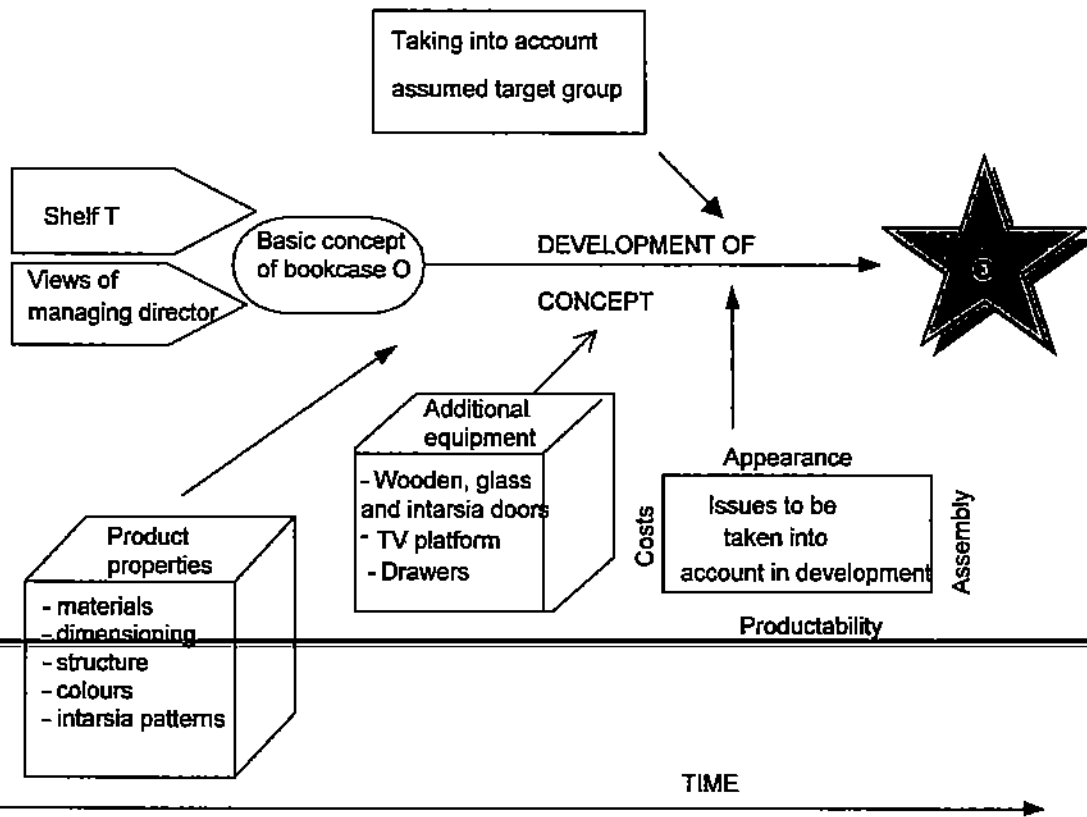 Taking into account
assumed target group
Shelf T
Views of
managing director
Basic concept
of bookcase O
DEVELOPMENT OF
CONCEPT
3
Additional
equipment
- Wooden, glass
and intarsia doors
- TV platform
- Drawers
Product
properties
- materials
- dimensioning
- structure
- colours
- intarsia patterns
Appearance
Costs
Issues to be
taken into
account in development
Assembly
Productability
TIME